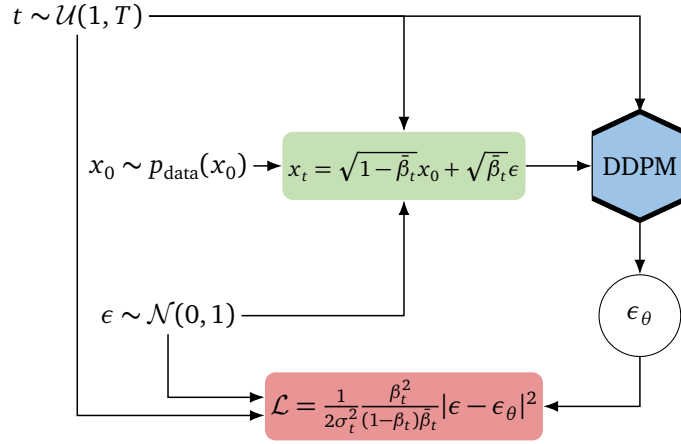 t ∼ 𝒰(1, T)
x₀ ∼ p_data(x₀)
x_t = √(1−β̄_t) x₀ + √(β̄_t) ϵ
DDPM
ϵ ∼ 𝒩(0, 1)
ϵ_θ
ℒ = 1/(2σ_t²) β_t²/((1−β_t)β̄_t) |ϵ − ϵ_θ|²